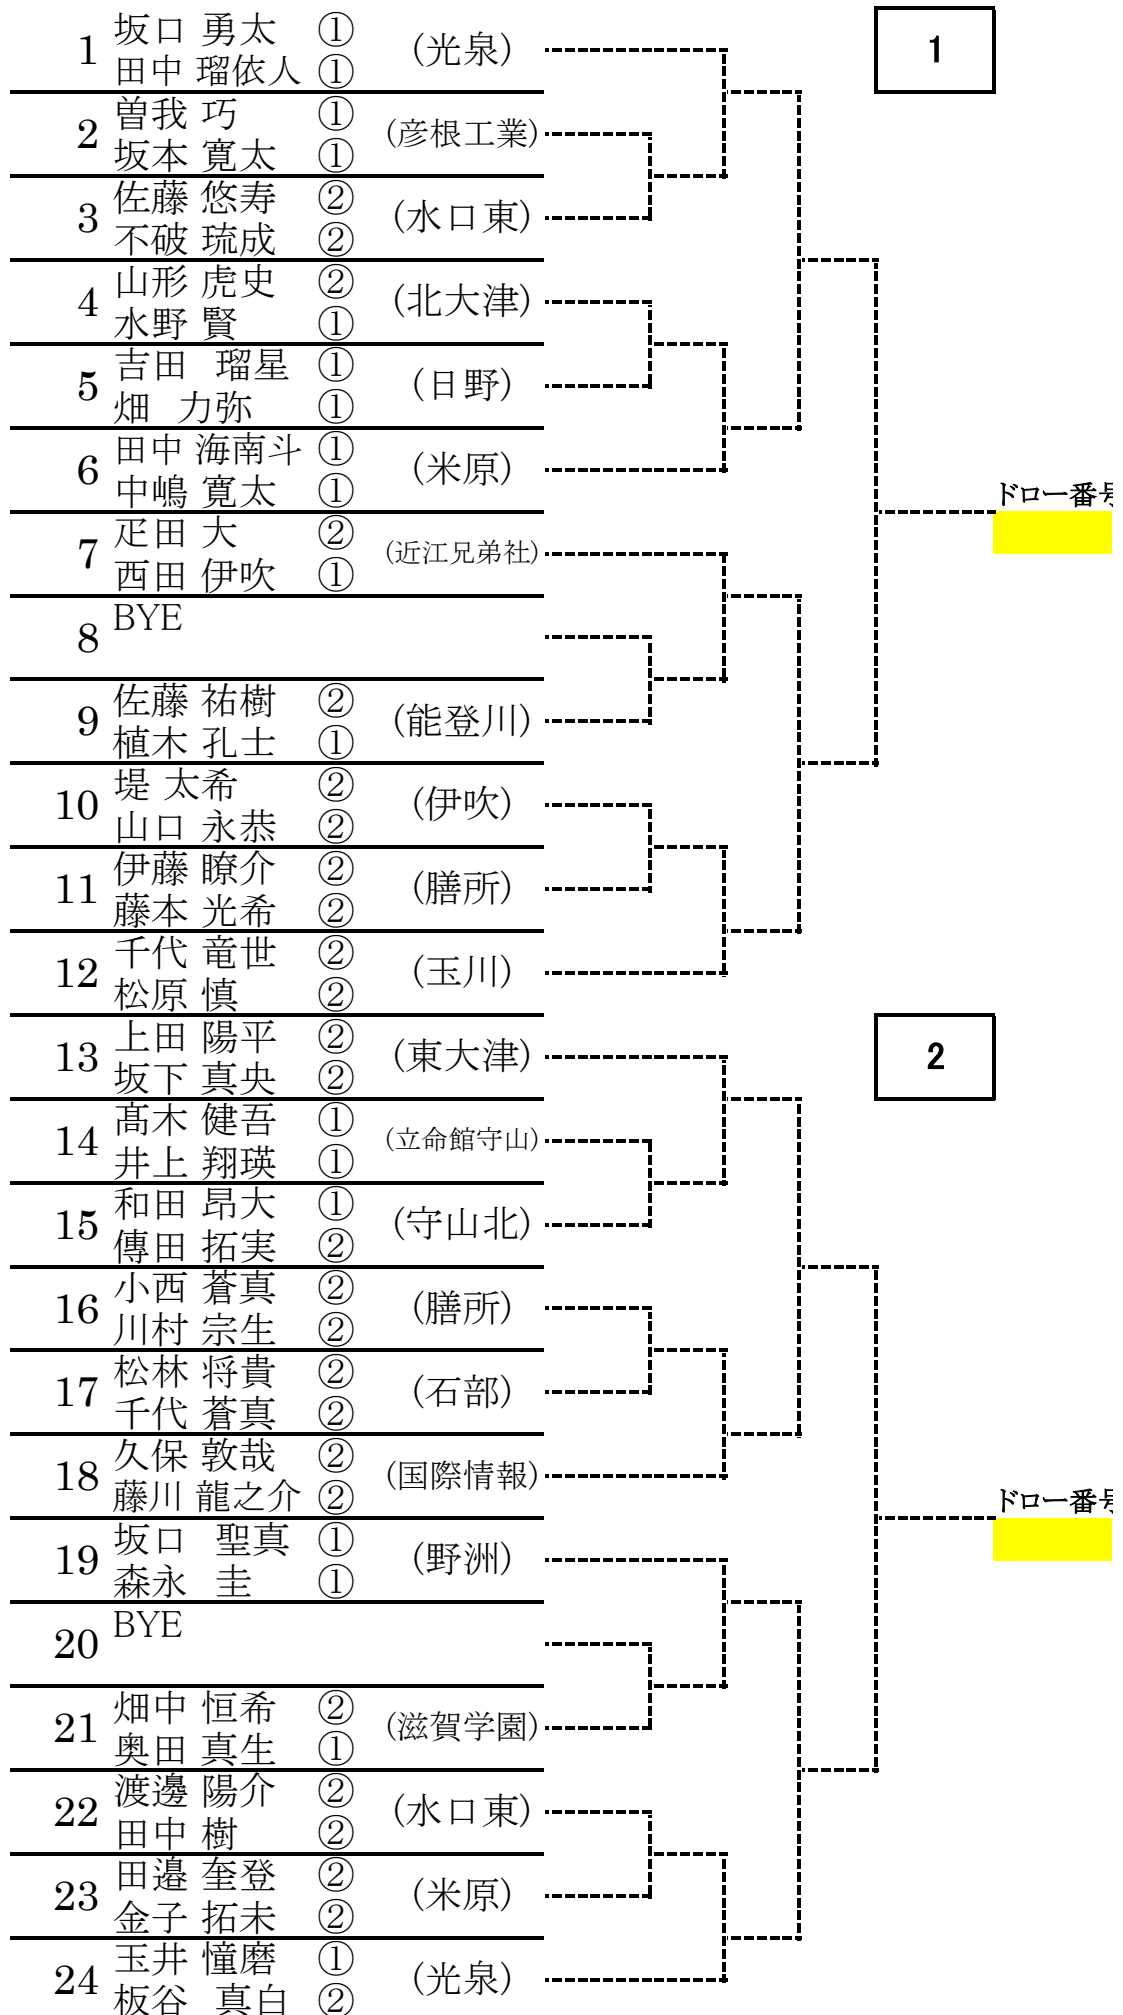 坂口 勇太 ①
1 (光泉) 1
田中 瑠依人 ①
曽我 巧 ①
2 (彦根工業)
坂本 寛太 ①
佐藤 悠寿 ②
3 (水口東)
不破 琉成 ②
山形 虎史 ②
4 (北大津)
水野 賢 ①
吉田 瑠星 ①
5 (日野)
畑 力弥 ①
田中 海南斗 ①
6 (米原)
中嶋 寛太 ①
ドロー番号
疋田 大 ②
7 (近江兄弟社)
西田 伊吹 ①
BYE
8
佐藤 祐樹 ②
9 (能登川)
植木 孔士 ①
堤 太希 ②
10 (伊吹)
山口 永恭 ②
伊藤 瞭介 ②
11 (膳所)
藤本 光希 ②
千代 竜世 ②
12 (玉川)
松原 慎 ②
上田 陽平 ②
13 (東大津) 2
坂下 真央 ②
髙木 健吾 ①
14 (立命館守山)
井上 翔瑛 ①
和田 昂大 ①
15 (守山北)
傳田 拓実 ②
小西 蒼真 ②
16 (膳所)
川村 宗生 ②
松林 将貴 ②
17 (石部)
千代 蒼真 ②
久保 敦哉 ②
18 (国際情報)
藤川 龍之介 ②
ドロー番号
坂口 聖真 ①
19 (野洲)
森永 圭 ①
BYE
20
畑中 恒希 ②
21 (滋賀学園)
奥田 真生 ①
渡邊 陽介 ②
22 (水口東)
田中 樹 ②
田邉 奎登 ②
23 (米原)
金子 拓未 ②
玉井 憧磨 ①
24 (光泉)
板谷 真白 ②